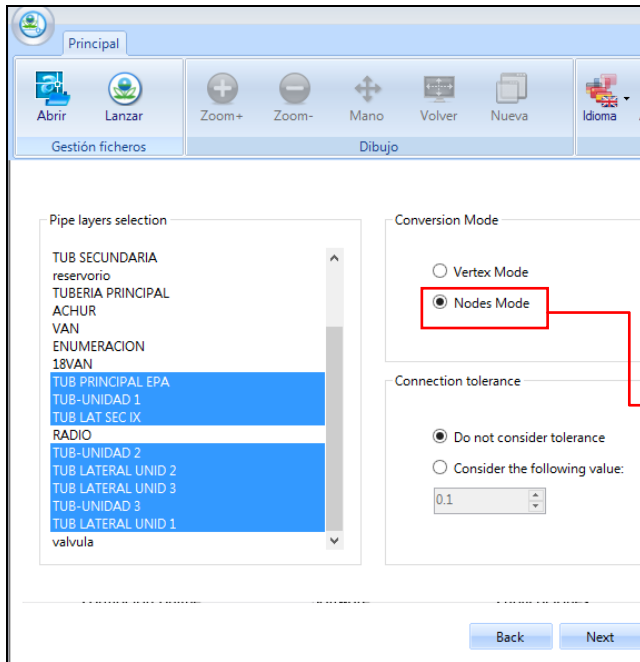 Principal
Abrir Lanzar Zoom+ Zoom- Mano Volver Nueva Idioma
Gestión ficheros Dibujo
Pipe layers selection
TUB SECUNDARIA
reservorio
TUBERIA PRINCIPAL
ACHUR
VAN
ENUMERACION
18VAN
TUB PRINCIPAL EPA
TUB-UNIDAD 1
TUB LAT SEC IX
RADIO
TUB-UNIDAD 2
TUB LATERAL UNID 2
TUB LATERAL UNID 3
TUB-UNIDAD 3
TUB LATERAL UNID 1
valvula
Conversion Mode
Vertex Mode
Nodes Mode
Connection tolerance
Do not consider tolerance
Consider the following value:
0.1
Back Next